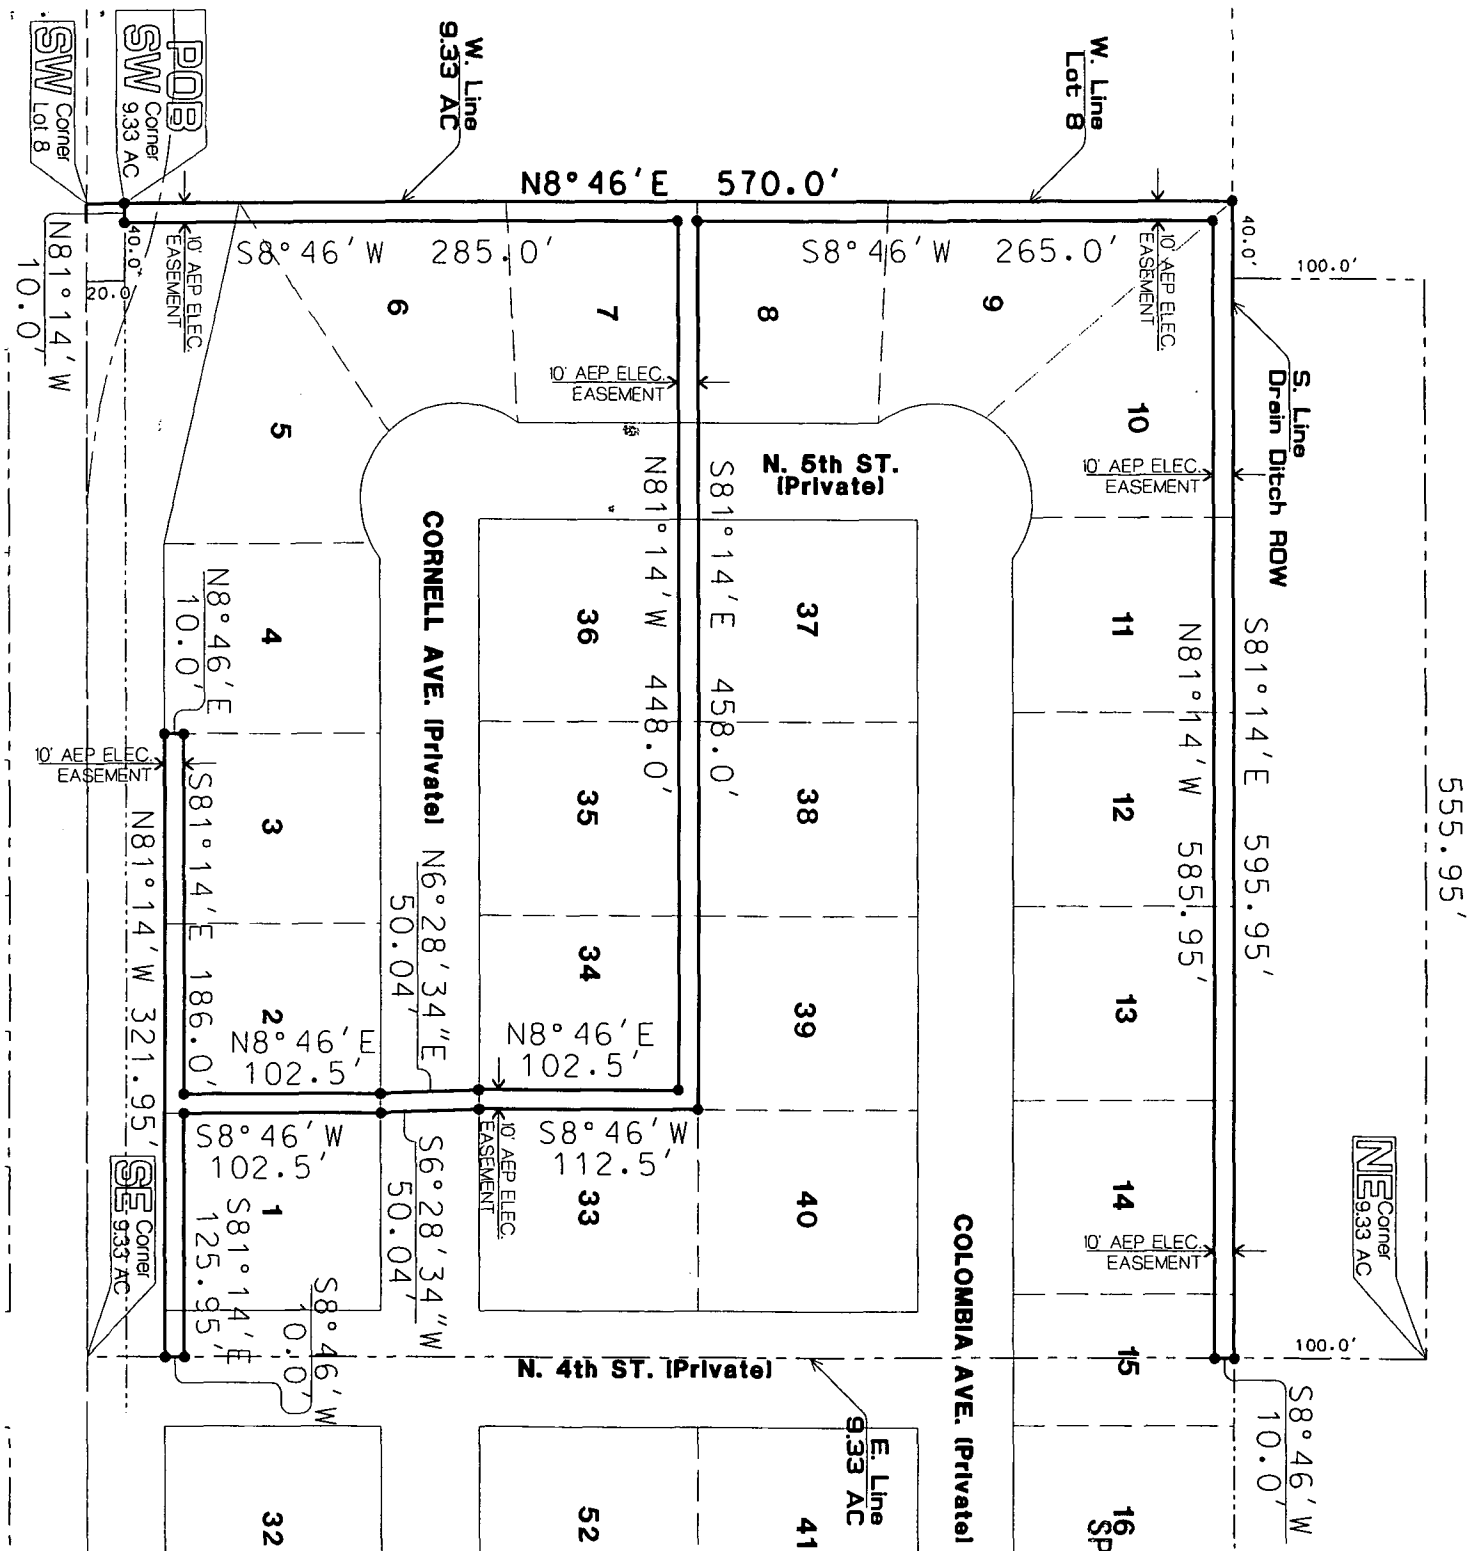 POB
SW Corner
9.33 AC
SW Corner
Lot 8
W. Line
9.33 AC
W. Line
Lot 8
N8°46'E 570.0'
N81°14'W
10.0'
20.0
40.0'
10' AEP ELEC.
EASEMENT
S8°46'W 285.0'
S8°46'W 265.0'
10' AEP ELEC.
EASEMENT
40.0'
100.0'
S. Line
Drain Ditch ROW
5
6
7
8
9
10
10' AEP ELEC.
EASEMENT
10' AEP ELEC.
EASEMENT
N. 5th ST.
(Private)
CORNELL AVE. (Private)
N81°14'W 448.0'
S81°14'E 458.0'
N81°14'W 585.95'
S81°14'E 595.95'
555.95'
4
36
37
11
N8°46'E
10.0'
10' AEP ELEC.
EASEMENT
S81°14'E 186.0'
N81°14'W 321.95'
3
35
38
12
N6°28'34"E
50.04'
2
34
39
13
N8°46'E
102.5'
N8°46'E
102.5'
S8°46'W
102.5'
S8°46'W
112.5'
10' AEP ELEC.
EASEMENT
S6°28'34"W
50.04'
SE Corner
9.33 AC
1
33
40
14
S81°14'E
125.95'
S8°46'W
10.0'
10' AEP ELEC.
EASEMENT
NE Corner
9.33 AC
100.0'
N. 4th ST. (Private)
COLOMBIA AVE. (Private)
15
S8°46'W
10.0'
E. Line
9.33 AC
32
52
41
16
SP